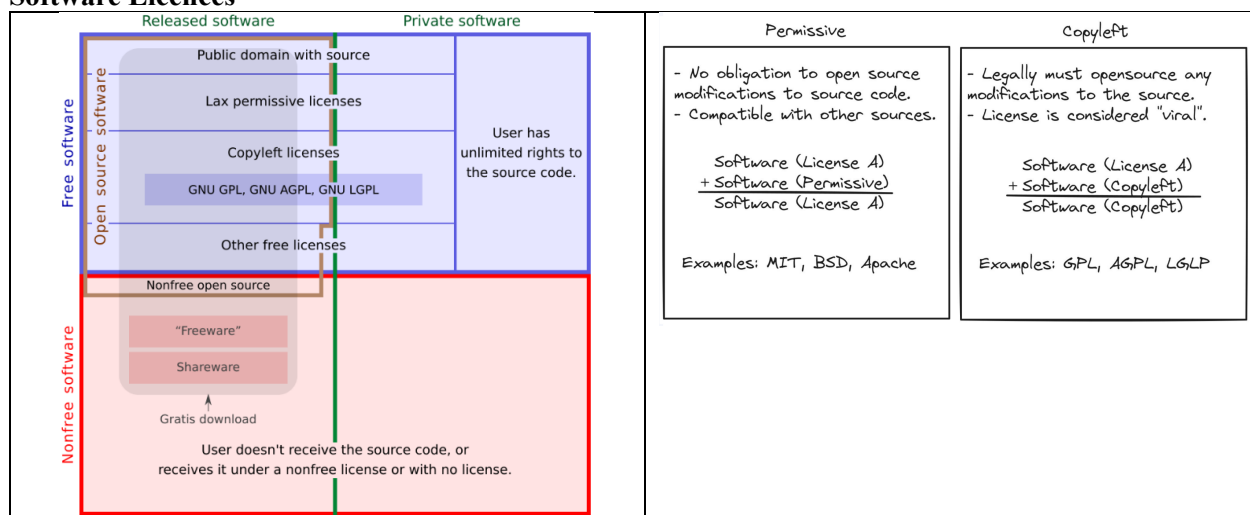 Software Licences
Released software
Private software
Free software
Open source software
Public domain with source
Lax permissive licenses
Copyleft licenses
GNU GPL, GNU AGPL, GNU LGPL
Other free licenses
User has
unlimited rights to
the source code.
Nonfree software
Nonfree open source
“Freeware”
Shareware
Gratis download
User doesn't receive the source code, or
receives it under a nonfree license or with no license.
Permissive
- No obligation to open source
modifications to source code.
- Compatible with other sources.
Software (License A)
+ Software (Permissive)
Software (License A)
Examples: MIT, BSD, Apache
Copyleft
- Legally must opensource any
modifications to the source.
- License is considered "viral".
Software (License A)
+ Software (Copyleft)
Software (Copyleft)
Examples: GPL, AGPL, LGLP